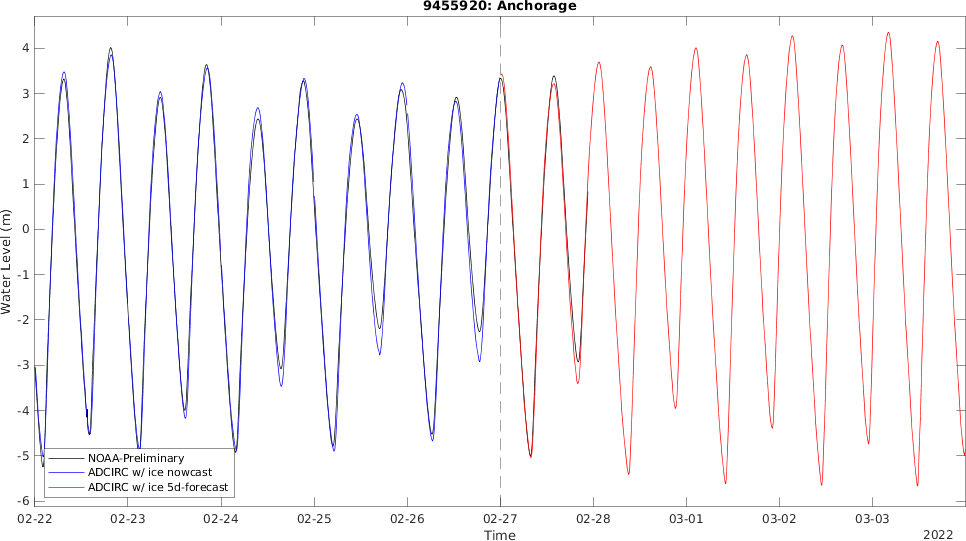 9455920: Anchorage
Water Level (m)
4
3
2
1
0
-1
-2
-3
-4
-5
-6
NOAA-Preliminary
ADCIRC w/ ice nowcast
ADCIRC w/ ice 5d-forecast
02-22 02-23 02-24 02-25 02-26 02-27 02-28 03-01 03-02 03-03
Time
2022